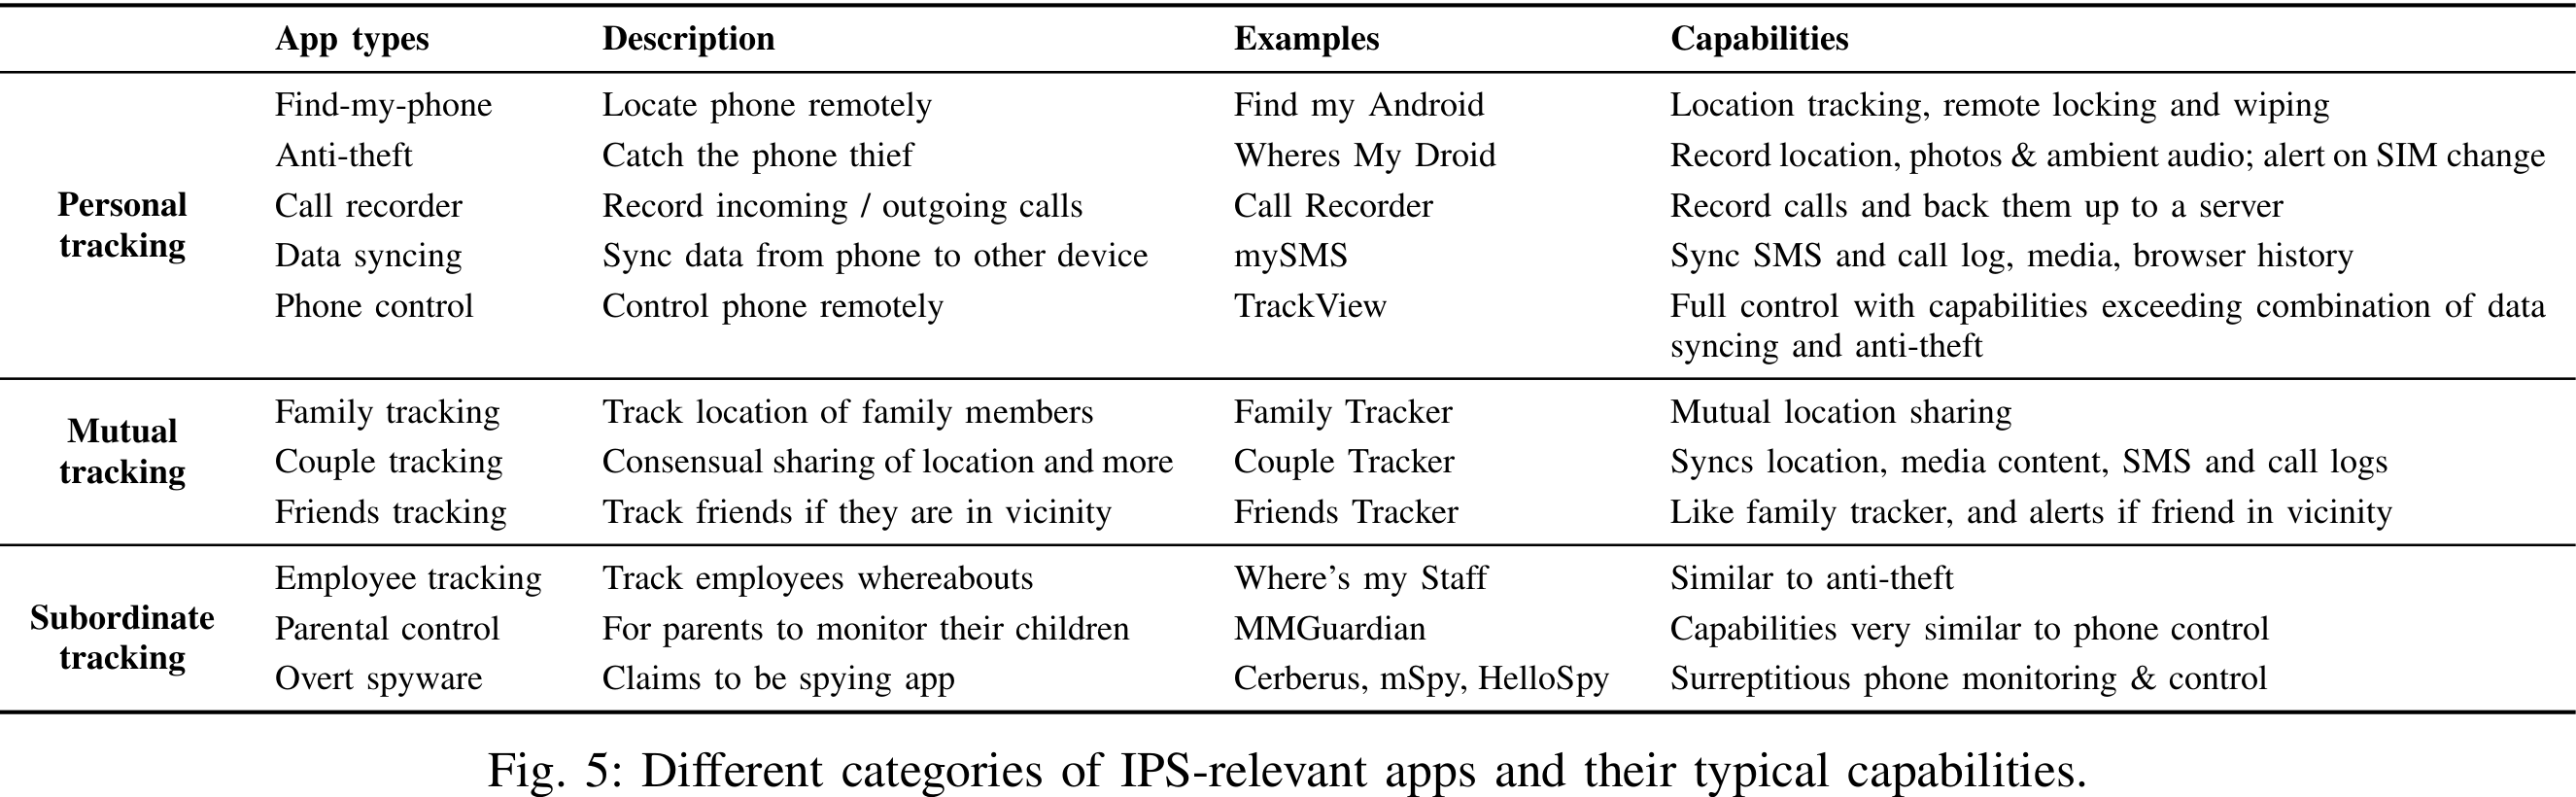 App types Description Examples Capabilities
Find-my-phone Locate phone remotely Find my Android Location tracking, remote locking and wiping
Anti-theft Catch the phone thief Wheres My Droid Record location, photos & ambient audio; alert on SIM change
Personal
tracking
Call recorder Record incoming / outgoing calls Call Recorder Record calls and back them up to a server
Data syncing Sync data from phone to other device mySMS Sync SMS and call log, media, browser history
Phone control Control phone remotely TrackView Full control with capabilities exceeding combination of data
syncing and anti-theft
Mutual
tracking
Family tracking Track location of family members Family Tracker Mutual location sharing
Couple tracking Consensual sharing of location and more Couple Tracker Syncs location, media content, SMS and call logs
Friends tracking Track friends if they are in vicinity Friends Tracker Like family tracker, and alerts if friend in vicinity
Subordinate
tracking
Employee tracking Track employees whereabouts Where's my Staff Similar to anti-theft
Parental control For parents to monitor their children MMGuardian Capabilities very similar to phone control
Overt spyware Claims to be spying app Cerberus, mSpy, HelloSpy Surreptitious phone monitoring & control
Fig. 5: Different categories of IPS-relevant apps and their typical capabilities.